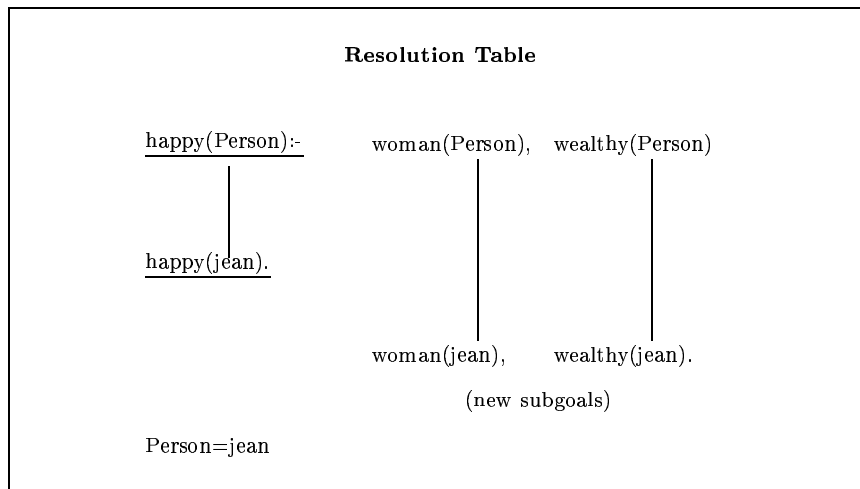 Resolution Table
happy(Person):- woman(Person), wealthy(Person)
happy(jean).
woman(jean), wealthy(jean).
(new subgoals)
Person=jean